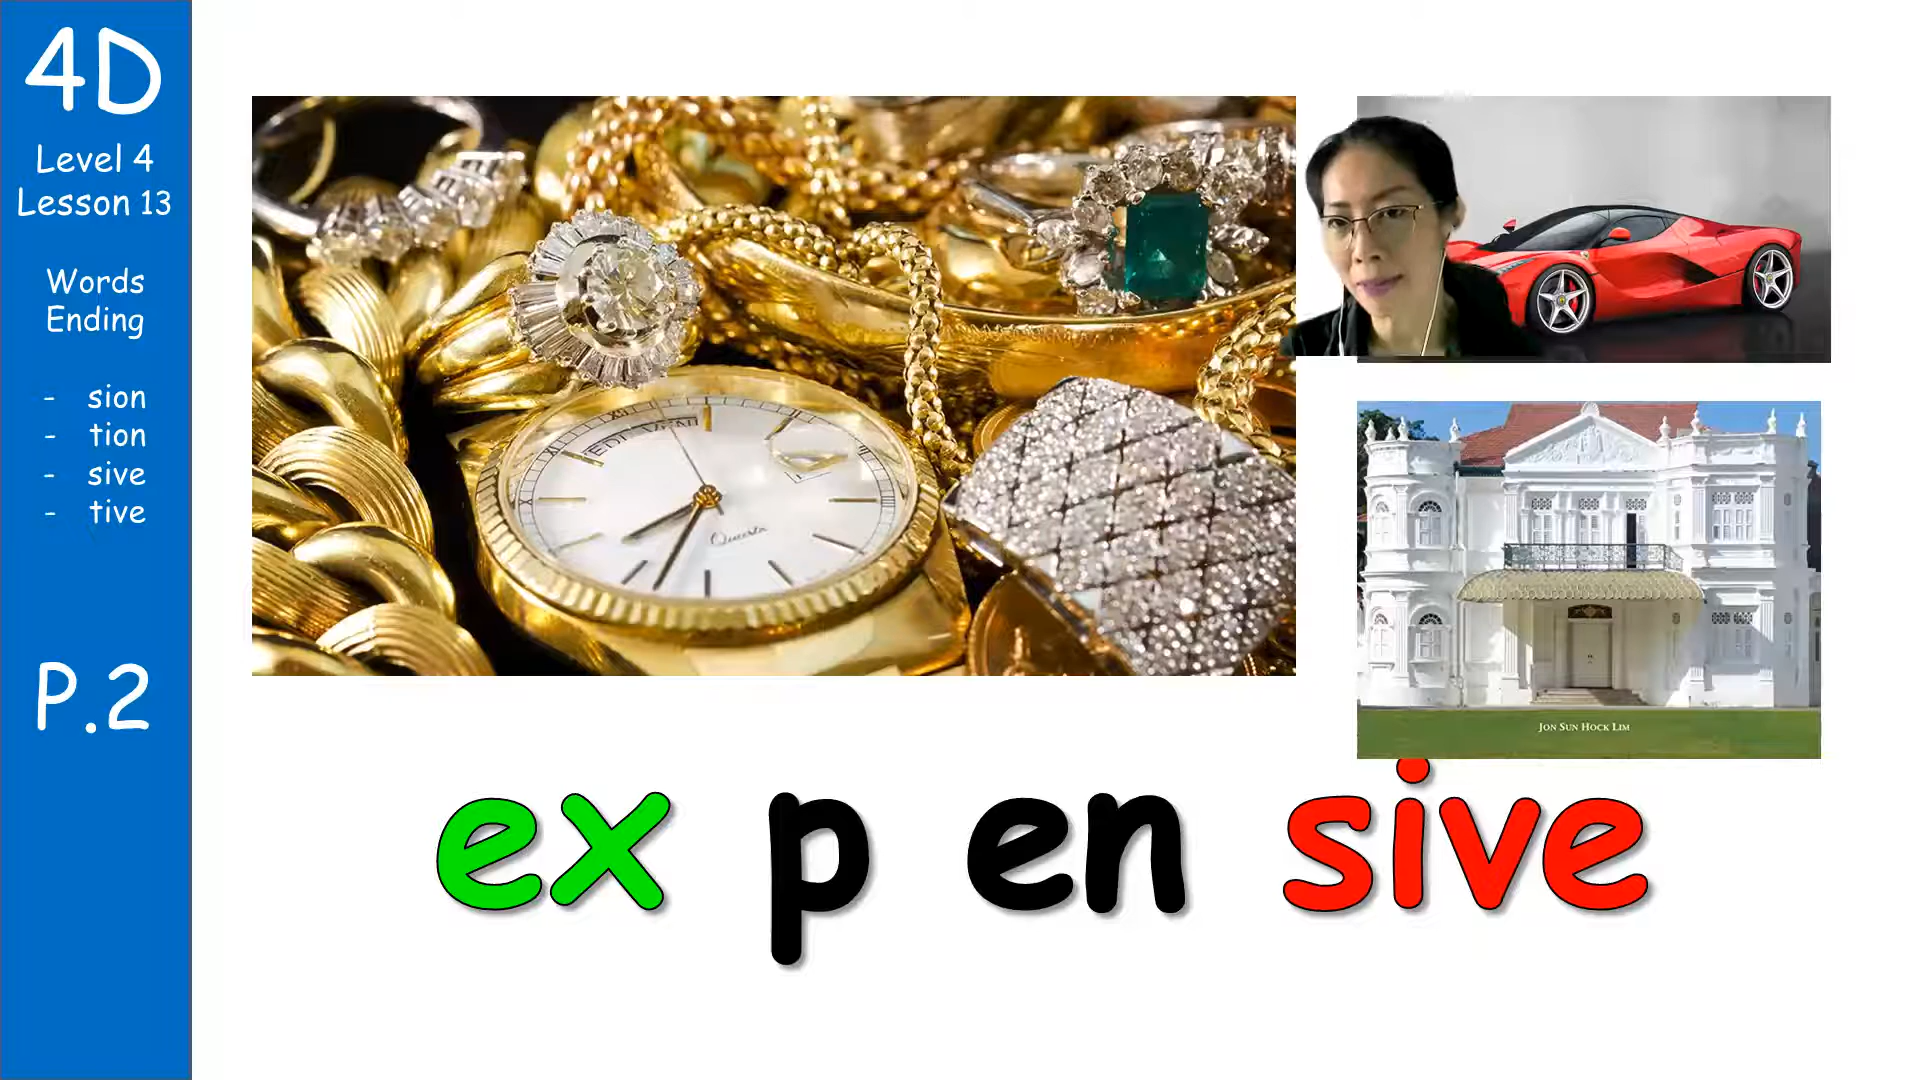 4D
Level 4
Lesson 13
Words
Ending
- sion
- tion
- sive
- tive
P.2
JON SUN HOCK LIM
ex p en sive